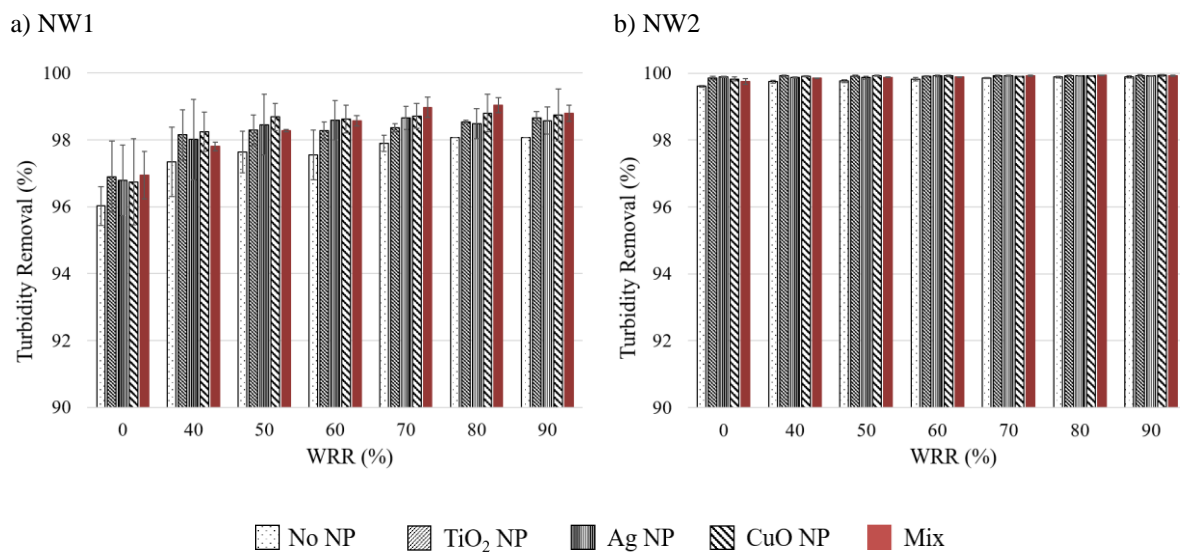 a) NW1
100
98
96
94
92
90
Turbidity Removal (%)
0 40 50 60 70 80 90
WRR (%)
b) NW2
100
98
96
94
92
90
Turbidity Removal (%)
0 40 50 60 70 80 90
WRR (%)
No NP TiO₂ NP Ag NP CuO NP Mix